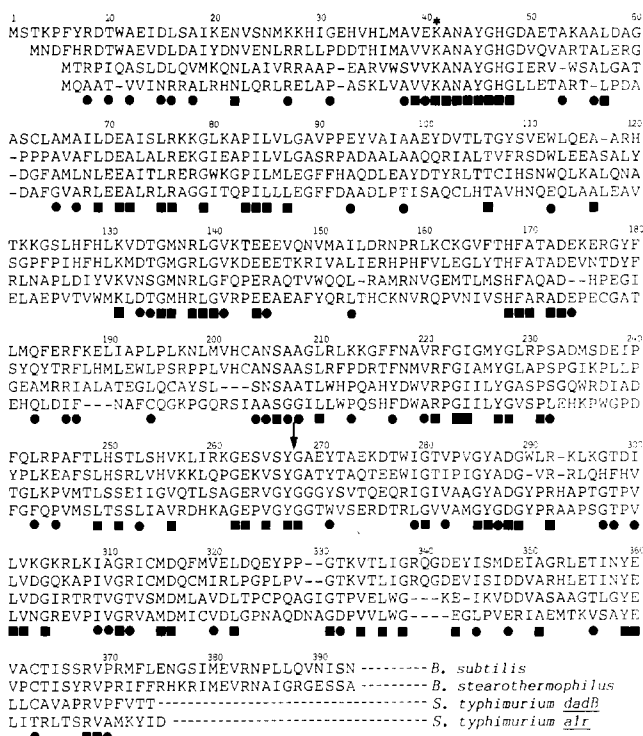 1 10 20 30 40 * 50 60
MSTKPFYRDTWAEIDLSAIKENVSNMKKHIGEHVHLMAVEKANAYGHGDAETAKAALDAG
MNDFHRDTWAEVDLDAIYDNVENLRRLLPDDTHIMAVVKANAYGHGDVQVARTALERG
MTRPIQASLDLQVMKQNLAIVRRAAP-EARVWSVVKANAYGHGIERV-WSALGAT
MQAAT-VVINRRALRHNLQRLRELAP-ASKLVAVVKANAYGHGLLETART-LPDA
70 80 90 100 110 120
ASCLAMAILDEAISLRKKGLKAPILVLGAVPPEYVAIAAEYDVTLTGYSVEWLQEA-ARH
-PPPAVAFLDEALALREKGIEAPILVLGASRPADAALAAQQRIALTVFRSDWLEEASALY
-DGFAMLNLEEAITLRERGWKGPILMLEGFFHAQDLEAYDTYRLTTCIHSNWQLKALQNA
-DAFGVARLEEALRLRAGGITQPILLLEGFFDAADLPTISAQCLHTAVHNQEQLAALEAV
130 140 150 160 170 180
TKKGSLHFHLKVDTGMNRLGVKTEEEVQNVMAILDRNPRLKCKGVFTHFATADEKERGYF
SGPFPIHFHLKMDTGMGRLGVKDEEETKRIVALIERHPHFVLEGLYTHFATADEVNTDYF
RLNAPLDIYVKVNSGMNRLGFQPERAQTVWQQL-RAMRNVGEMTLMSHFAQAD-HPEGI
ELAEPVTVWMKLDTGMHRLGVRPEEAEAFYQRLTHCKNVRQPVNIVSHFARADEPECGAT
190 200 210 220 230 240
LMQFERFKELIAPLPLKNLMVHCANSAAGLRLKKGFFNAVRFGIGMYGLRPSADMSDEIP
SYQYTRFLHMLEWLPSRPPLVHCANSAASLRFPDRTFNMVRFGIAMYGLAPSPGIKPLLP
GEAMRRIALATEGLQCAYSL---SNSAATLWHPQAHYDWVRPGIILYGASPSGQWRDIAD
EHQLDIF---NAFCQGKPGQRSIAASGGILLWPQSHFDWARPGIILYGVSPLEHKPWGPD
250 260 270 280 290 300
FQLRPAFTLHSTLSHVKLIRKGESVSYGAEYTAEKDTWIGTVPVGYADGWLR-KLKGTDI
YPLKEAFSLHSRLVHVKKLQPGEKVSYGATYTAQTEEWIGTIPIGYADG-VR-RLQHFHV
TGLKPVMTLSSEIIGVQTLSAGERVGYGGGYSVTQEQRIGIVAAGYADGYPRHAPTGTPV
FGFQPVMSLTSSLIAVRDHKAGEPVGYGGTWVSERDTRLGVVAMGYGDGYPRAAPSGTPV
310 320 330 340 350 360
LVKGKRLKIAGRICMDQFMVELDQEYPP--GTKVTLIGRQGDEYISMDEIAGRLETINYE
LVDGQKAPIVGRICMDQCMIRLPGPLPV--GTKVTLIGRQGDEVISIDDVARHLETINYE
LVDGIRTRTVGTVSMDMLAVDLTPCPQAGIGTPVELWG---KE-IKVDDVASAAGTLGYE
LVNGREVPIVGRVAMDMICVDLGPNAQDNAGDPVVLWG---EGLPVERIAEMTKVSAYE
370 380 390
VACTISSRVPRMFLENGSIMEVRNPLLQVNISN ------- B. subtilis
VPCTISYRVPRIFFRHKRIMEVRNAIGRGESSA ------- B. stearothermophilus
LLCAVAPRVPFVTT ------------------------- S. typhimurium dadB
LITRLTSRVAMKYID ------------------------ S. typhimurium alr